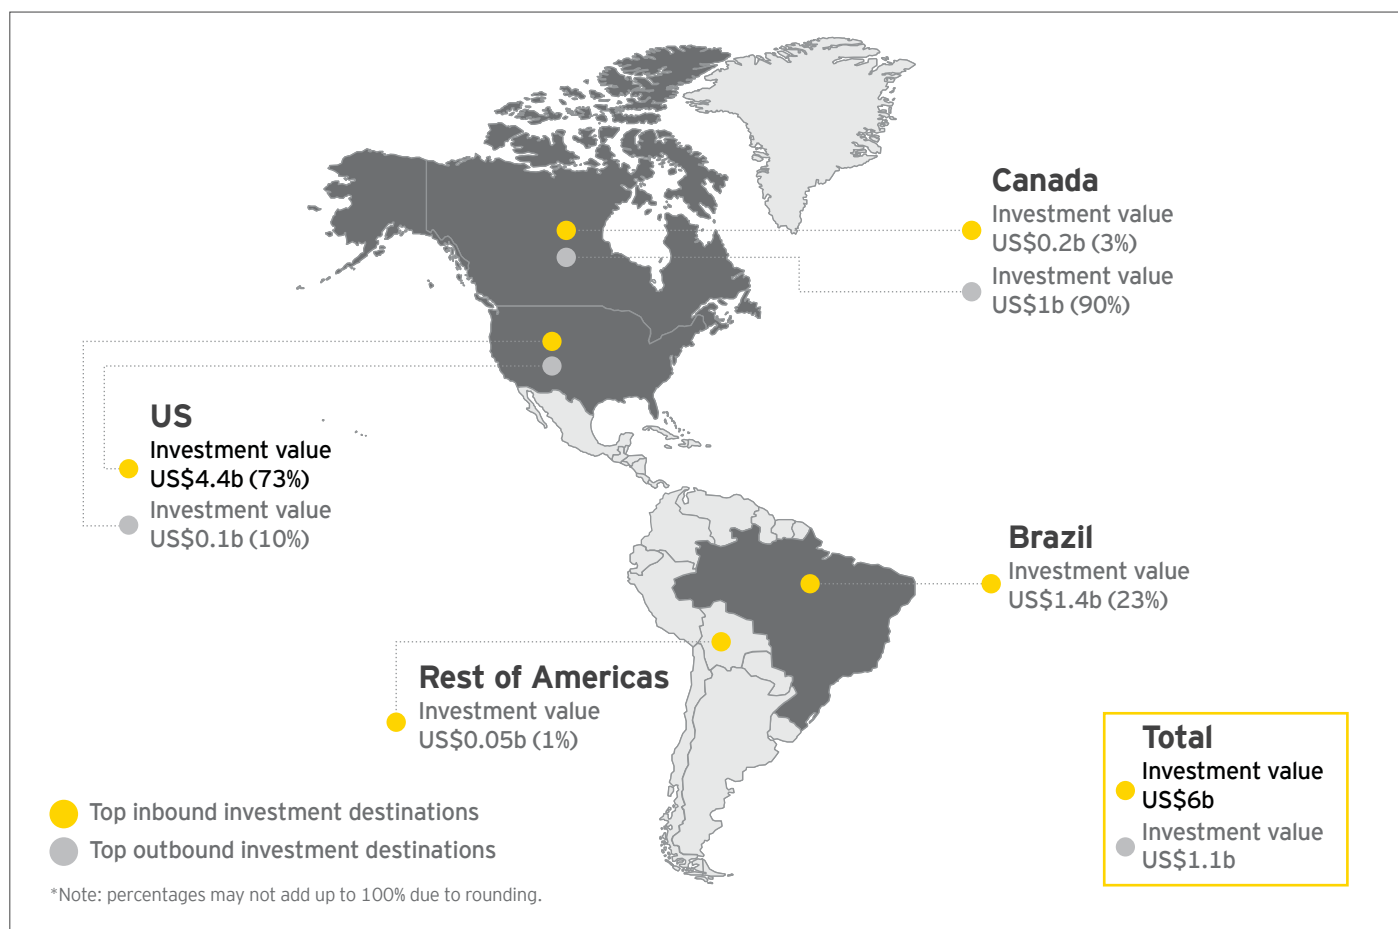 Canada
Investment value
US$0.2b (3%)
Investment value
US$1b (90%)
US
Investment value
US$4.4b (73%)
Investment value
US$0.1b (10%)
Brazil
Investment value
US$1.4b (23%)
Rest of Americas
Investment value
US$0.05b (1%)
Total
Investment value
US$6b
Investment value
US$1.1b
Top inbound investment destinations
Top outbound investment destinations
*Note: percentages may not add up to 100% due to rounding.